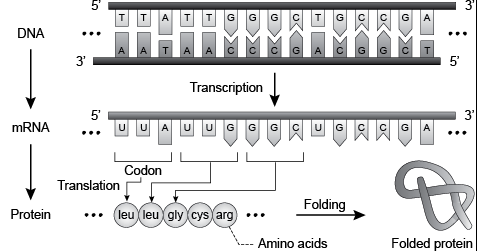 5' 3'
T T A T T G G G C T G C C G A
DNA ... ...
A A T A A C C C G A C G G C T
3' 5'
Transcription
5' 3'
mRNA
... U U A U U G G G C U G C C G A ...
Codon
Translation
Folding
Protein ... leu leu gly cys arg ...
Amino acids
Folded protein